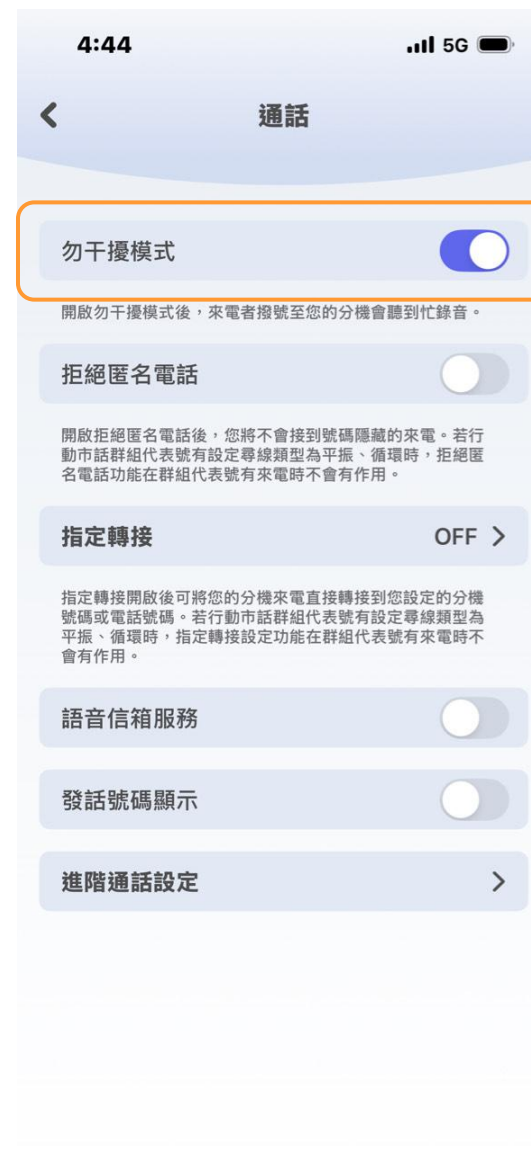 4:44
5G
通話
勿干擾模式
開啟勿干擾模式後，來電者撥號至您的分機會聽到忙錄音。
拒絕匿名電話
開啟拒絕匿名電話後，您將不會接到號碼隱藏的來電。若行
動市話群組代表號有設定尋線類型為平振、循環時，拒絕匿
名電話功能在群組代表號有來電時不會有作用。
指定轉接 OFF
指定轉接開啟後可將您的分機來電直接轉接到您設定的分機
號碼或電話號碼。若行動市話群組代表號有設定尋線類型為
平振、循環時，指定轉接設定功能在群組代表號有來電時不
會有作用。
語音信箱服務
發話號碼顯示
進階通話設定